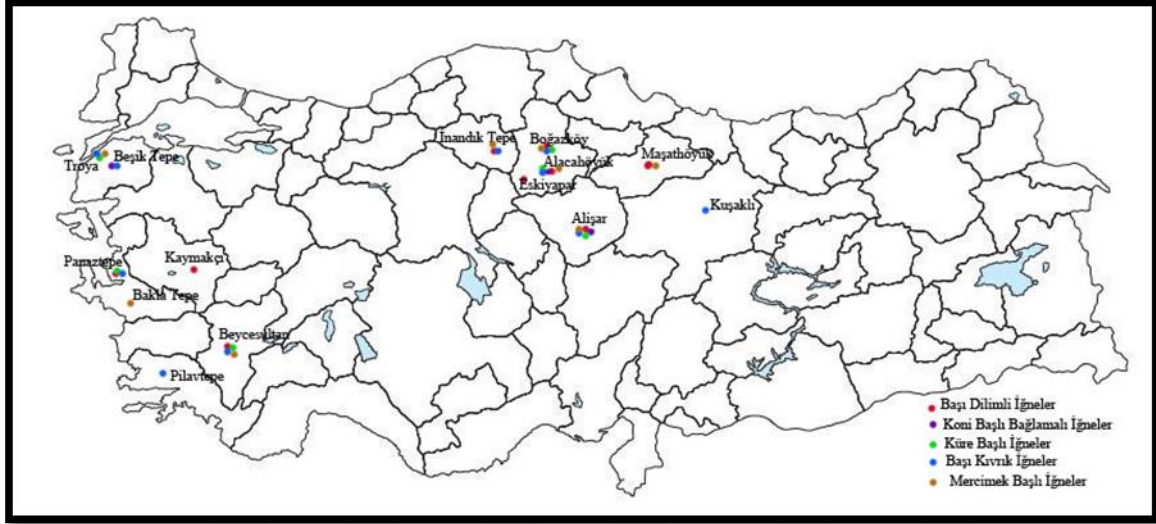 İnandık Tepe
Boğazköy
Troya
Beşik Tepe
Alacahöyük
Maşathöyük
Eskiyapar
Kuşaklı
Alişar
Panaztepe
Kaymakçı
Bakla Tepe
Beycesultan
Pilavtepe
Başı Dilimli İğneler
Koni Başlı Bağlamalı İğneler
Küre Başlı İğneler
Başı Kıvrık İğneler
Mercimek Başlı İğneler